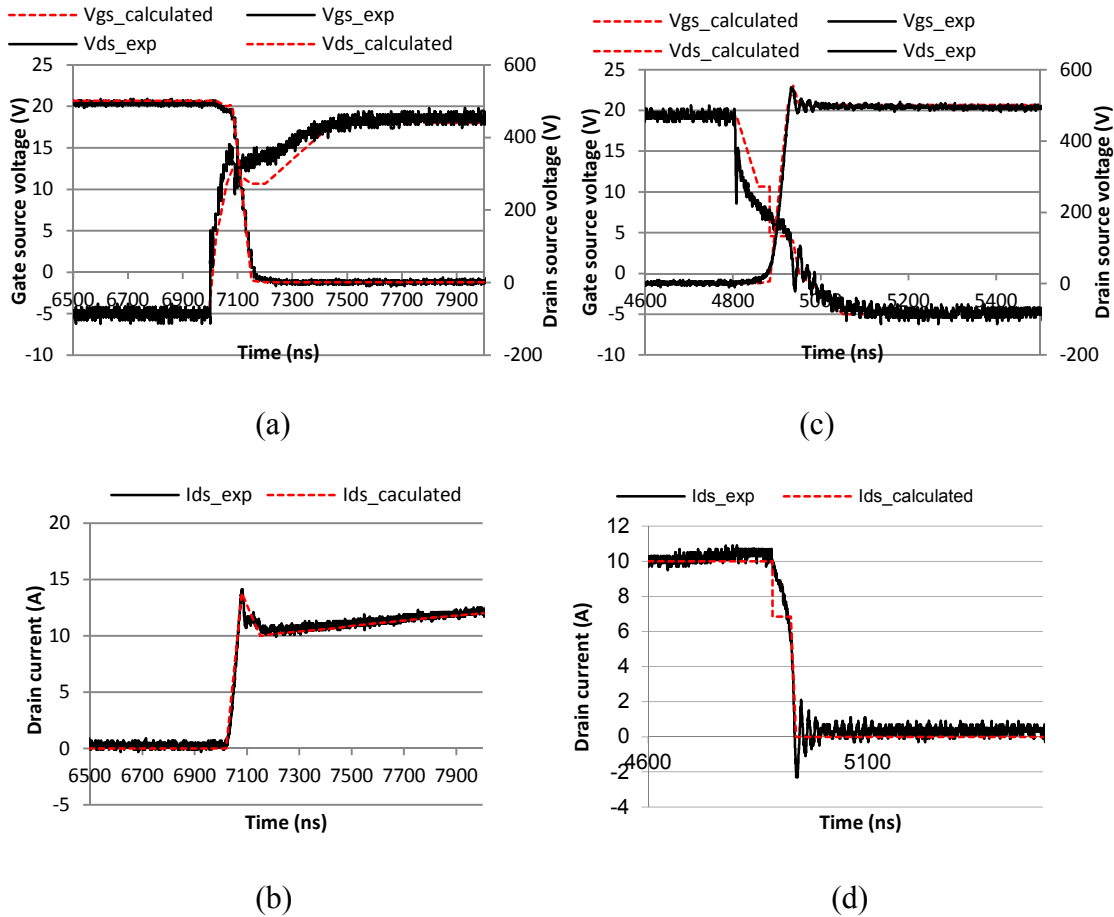 Vgs_calculated Vgs_exp
Vds_exp Vds_calculated
25
20
15
10
5
0
-5
-10
Gate source voltage (V)
600
400
200
0
-200
Drain source voltage (V)
6500 6700 6900 7100 7300 7500 7700 7900
Time (ns)
(a)
Vgs_calculated Vgs_exp
Vds_calculated Vds_exp
25
20
15
10
5
0
-5
-10
Gate source voltage (V)
600
400
200
0
-200
Drain source voltage (V)
4600 4800 5000 5200 5400
Time (ns)
(c)
Ids_exp Ids_caculated
20
15
10
5
0
-5
Drain current (A)
6500 6700 6900 7100 7300 7500 7700 7900
Time (ns)
(b)
Ids_exp Ids_calculated
12
10
8
6
4
2
0
-2
-4
Drain current (A)
4600 5100
Time (ns)
(d)